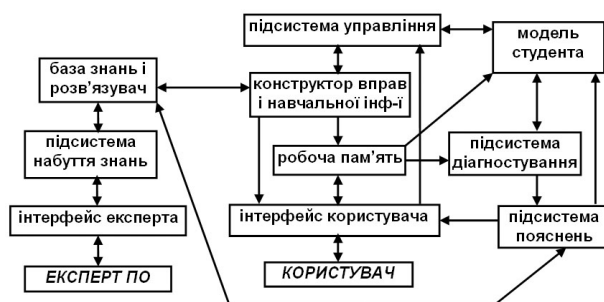 підсистема управління
модель
студента
база знань і
розв'язувач
конструктор вправ
і навчальної інф-ї
підсистема
набуття знань
робоча пам'ять
підсистема
діагностування
інтерфейс експерта
інтерфейс користувача
підсистема
пояснень
ЕКСПЕРТ ПО
КОРИСТУВАЧ